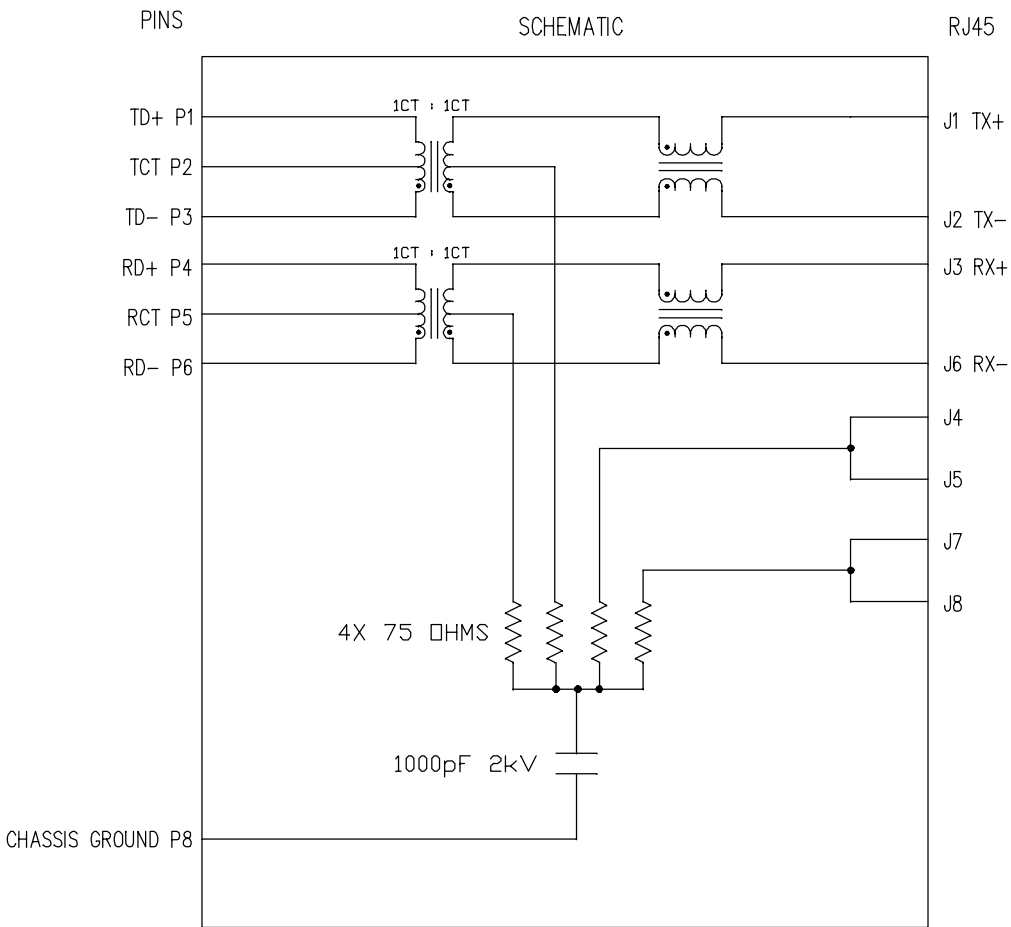 PINS
SCHEMATIC
RJ45
1CT : 1CT
TD+ P1
J1 TX+
TCT P2
TD- P3
J2 TX-
1CT : 1CT
RD+ P4
J3 RX+
RCT P5
RD- P6
J6 RX-
J4
J5
J7
J8
4X 75 OHMS
1000pF 2kV
CHASSIS GROUND P8